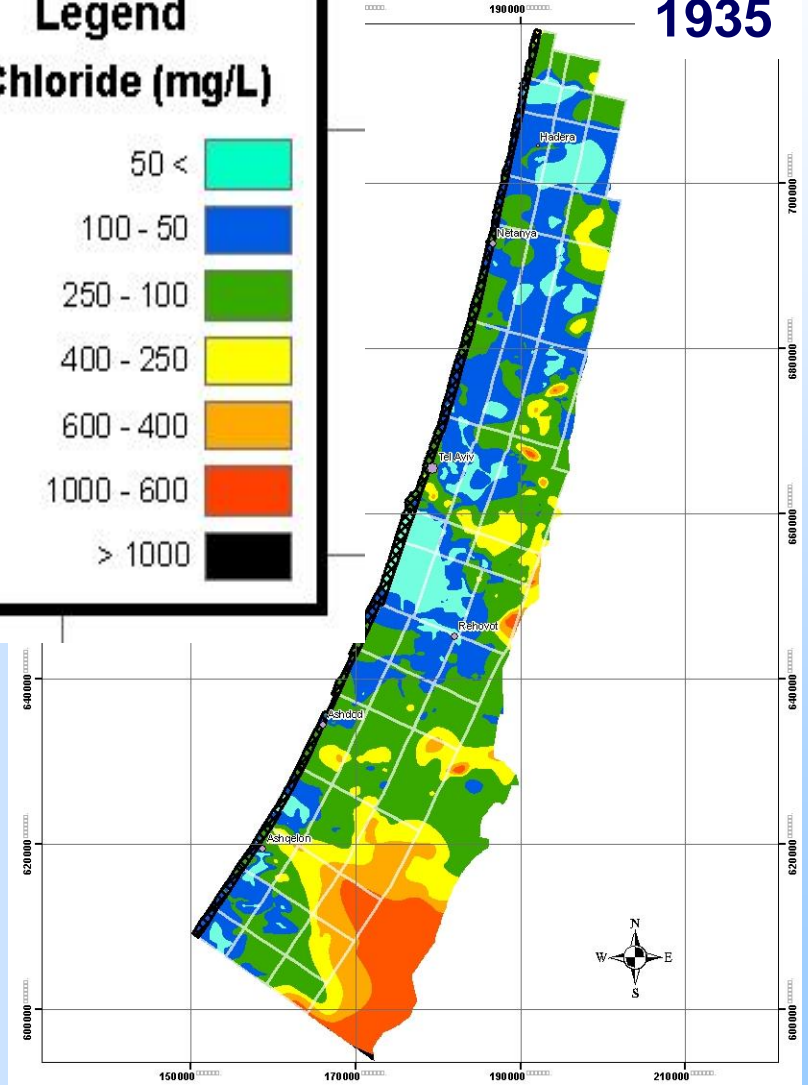 Legend
Chloride (mg/L)
50 <
100 - 50
250 - 100
400 - 250
600 - 400
1000 - 600
> 1000
1935
190000
Hadera
700000
Netanya
680000
Tel Aviv
660000
Rehovot
640000
640000
Ashdod
620000
Ashqelon
620000
N
W E
S
600000
600000
150000
170000
190000
210000